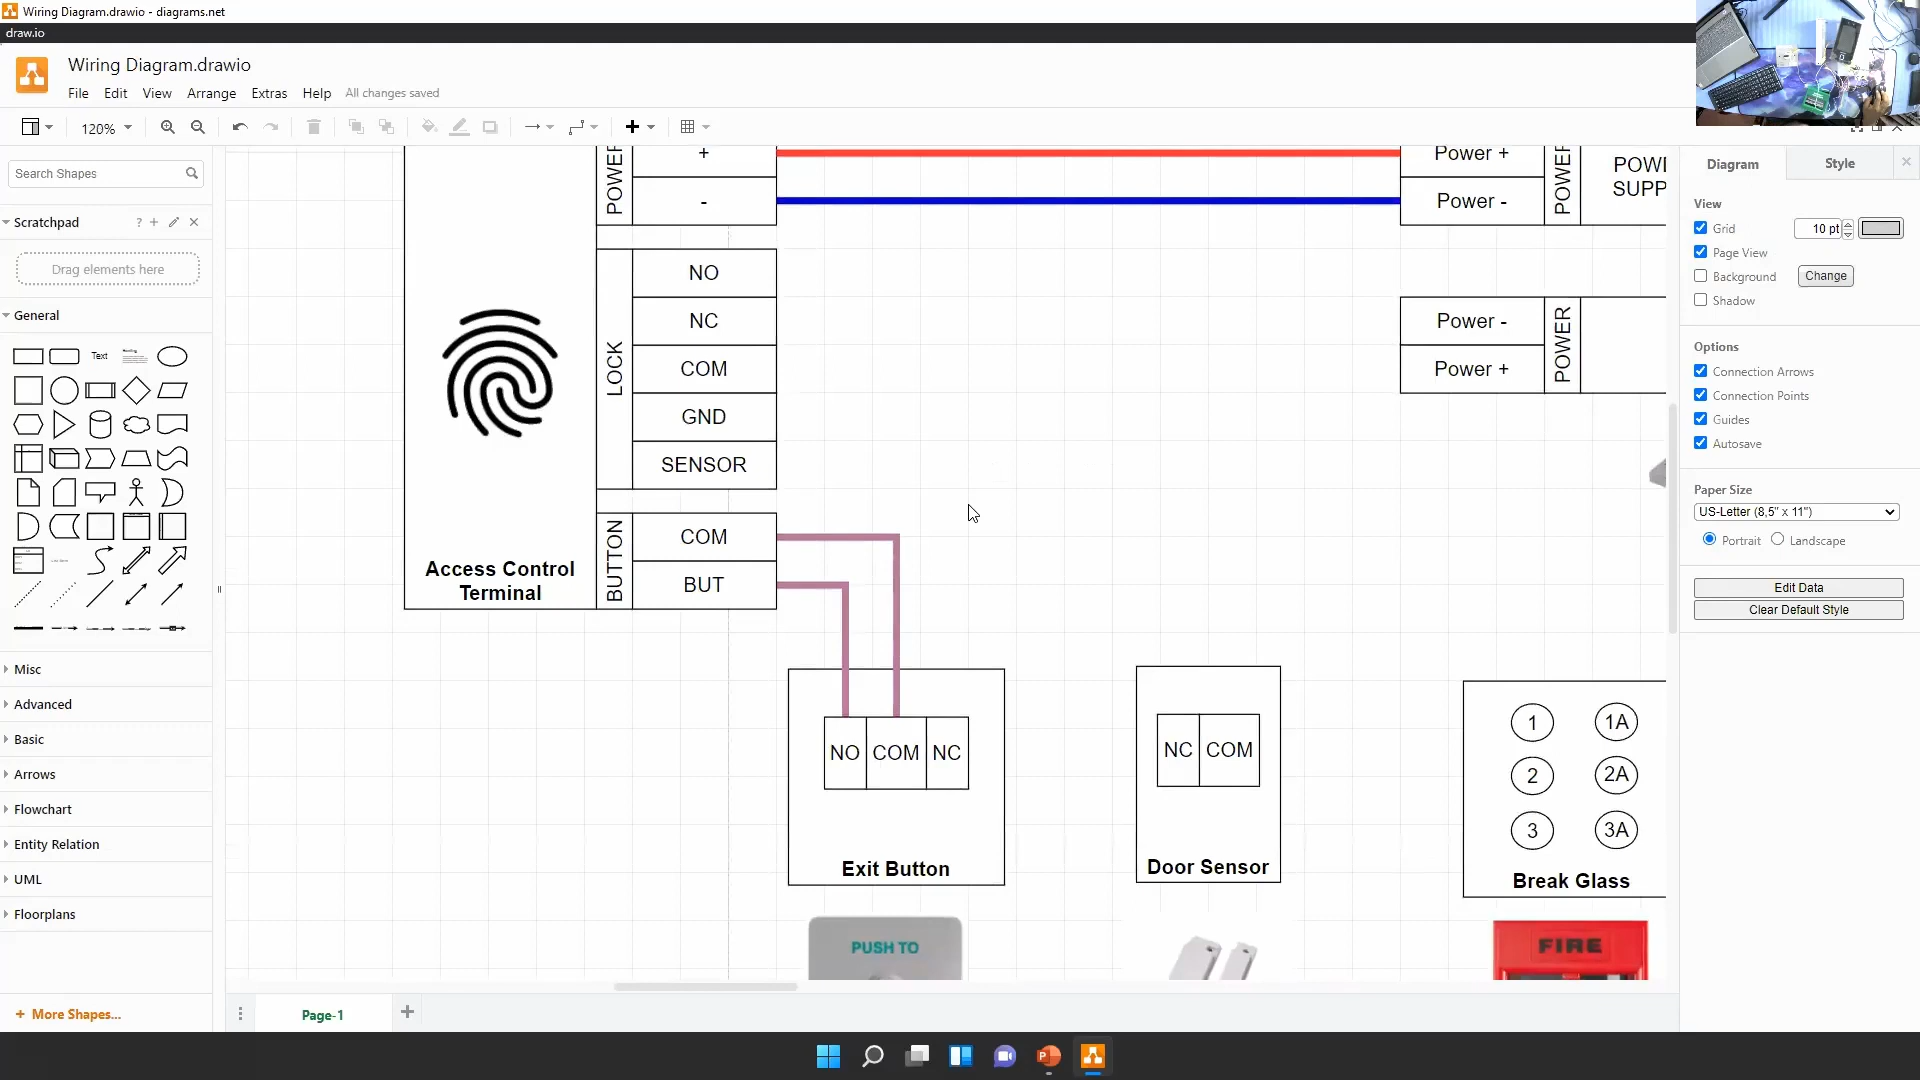 Wiring Diagram.drawio - diagrams.net
draw.io
Wiring Diagram.drawio
File Edit View Arrange Extras Help All changes saved
120%
Search Shapes
Scratchpad
? +
Drag elements here
General
Text
Misc
Advanced
Basic
Arrows
Flowchart
Entity Relation
UML
Floorplans
+ More Shapes...
POWER
+
-
LOCK
NO
NC
COM
GND
SENSOR
BUTTON
COM
BUT
Access Control
Terminal
Power +
Power -
POWER
POWE
SUPP
Power -
Power +
POWER
NO COM NC
Exit Button
NC COM
Door Sensor
1 1A
2 2A
3 3A
Break Glass
PUSH TO
FIRE
Page-1
Diagram Style
View
Grid 10 pt
Page View
Background Change
Shadow
Options
Connection Arrows
Connection Points
Guides
Autosave
Paper Size
US-Letter (8,5" x 11")
Portrait Landscape
Edit Data
Clear Default Style